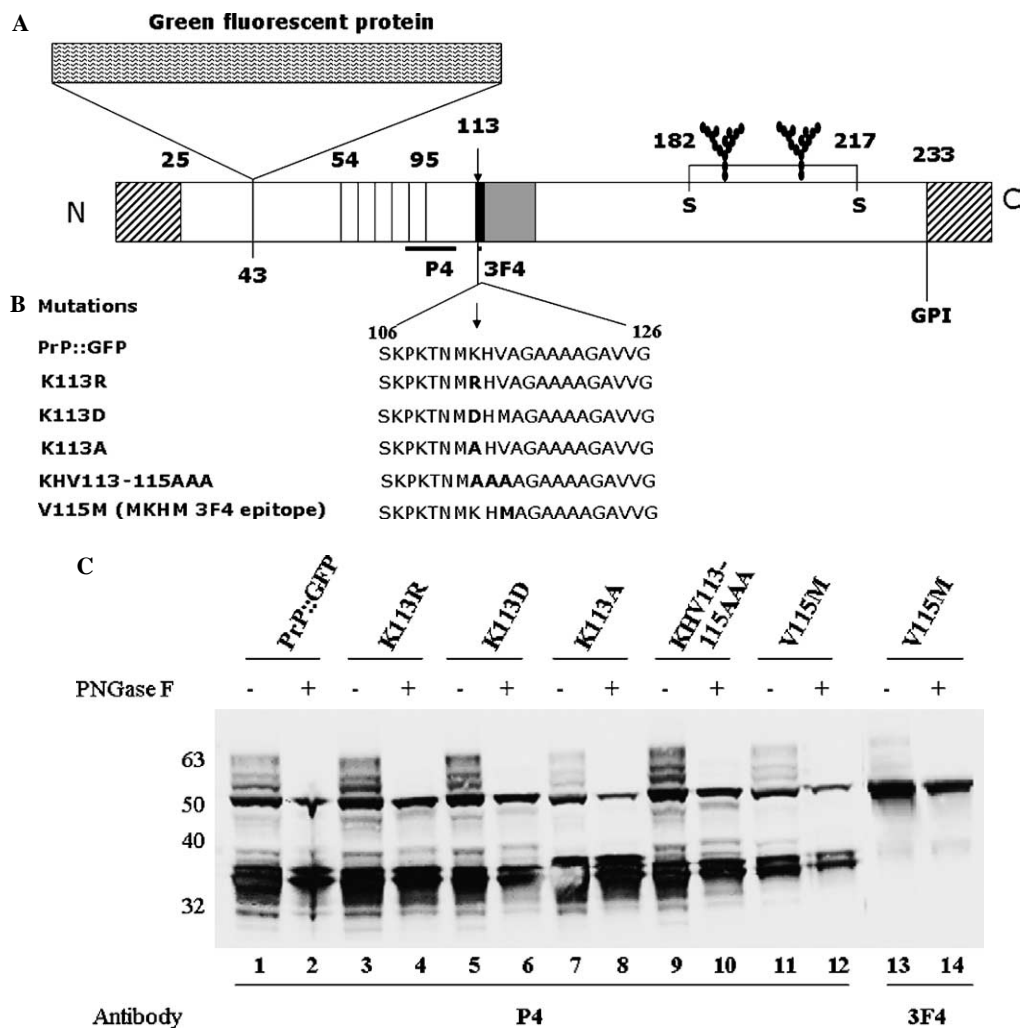 A
Green fluorescent protein
113
25 54 95 182 217 233
N C
S S
43 P4 3F4
GPI
B Mutations
106 126
PrP::GFP SKPKTNMKHVAGAAAAGAVVG
K113R SKPKTNMRHVAGAAAAGAVVG
K113D SKPKTNMDHMAGAAAAGAVVG
K113A SKPKTNMAHVAGAAAAGAVVG
KHV113-115AAA SKPKTNMAAAAGAAAAGAVVG
V115M (MKHM 3F4 epitope) SKPKTNMK HMAGAAAAGAVVG
C
PrP::GFP K113R K113D K113A KHV113-115AAA V115M V115M
PNGase F - + - + - + - + - + - + - +
63
50
40
32
1 2 3 4 5 6 7 8 9 10 11 12 13 14
Antibody P4 3F4